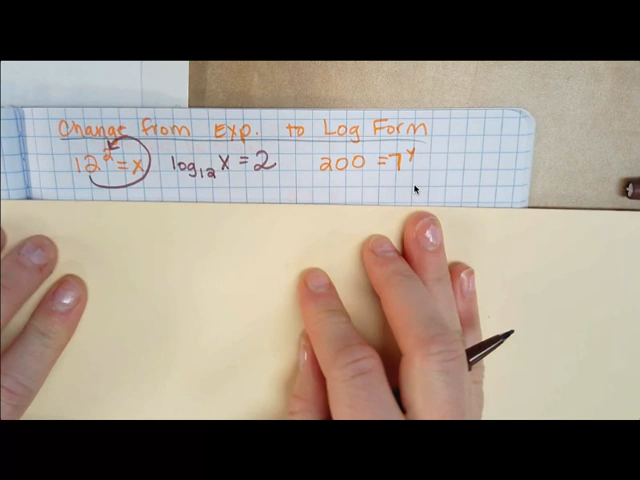 Change from Exp. to Log Form
12² = x log₁₂ x = 2 200 = 7ʸ